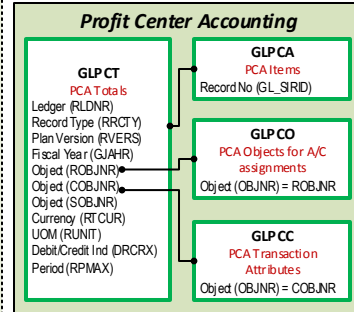 Profit Center Accounting
GLPCT
PCA Totals
Ledger (RLDNR)
Record Type (RRCTY)
Plan Version (RVERS)
Fiscal Year (GJAHR)
Object (ROBJNR)
Object (COBJNR)
Object (SOBJNR)
Currency (RTCUR)
UOM (RUNIT)
Debit/Credit Ind (DRCRX)
Period (RPMAX)
GLPCA
PCA Items
Record No (GL_SIRID)
GLPCO
PCA Objects for A/C
assignments
Object (OBJNR) = ROBJNR
GLPCC
PCA Transaction
Attributes
Object (OBJNR) = COBJNR